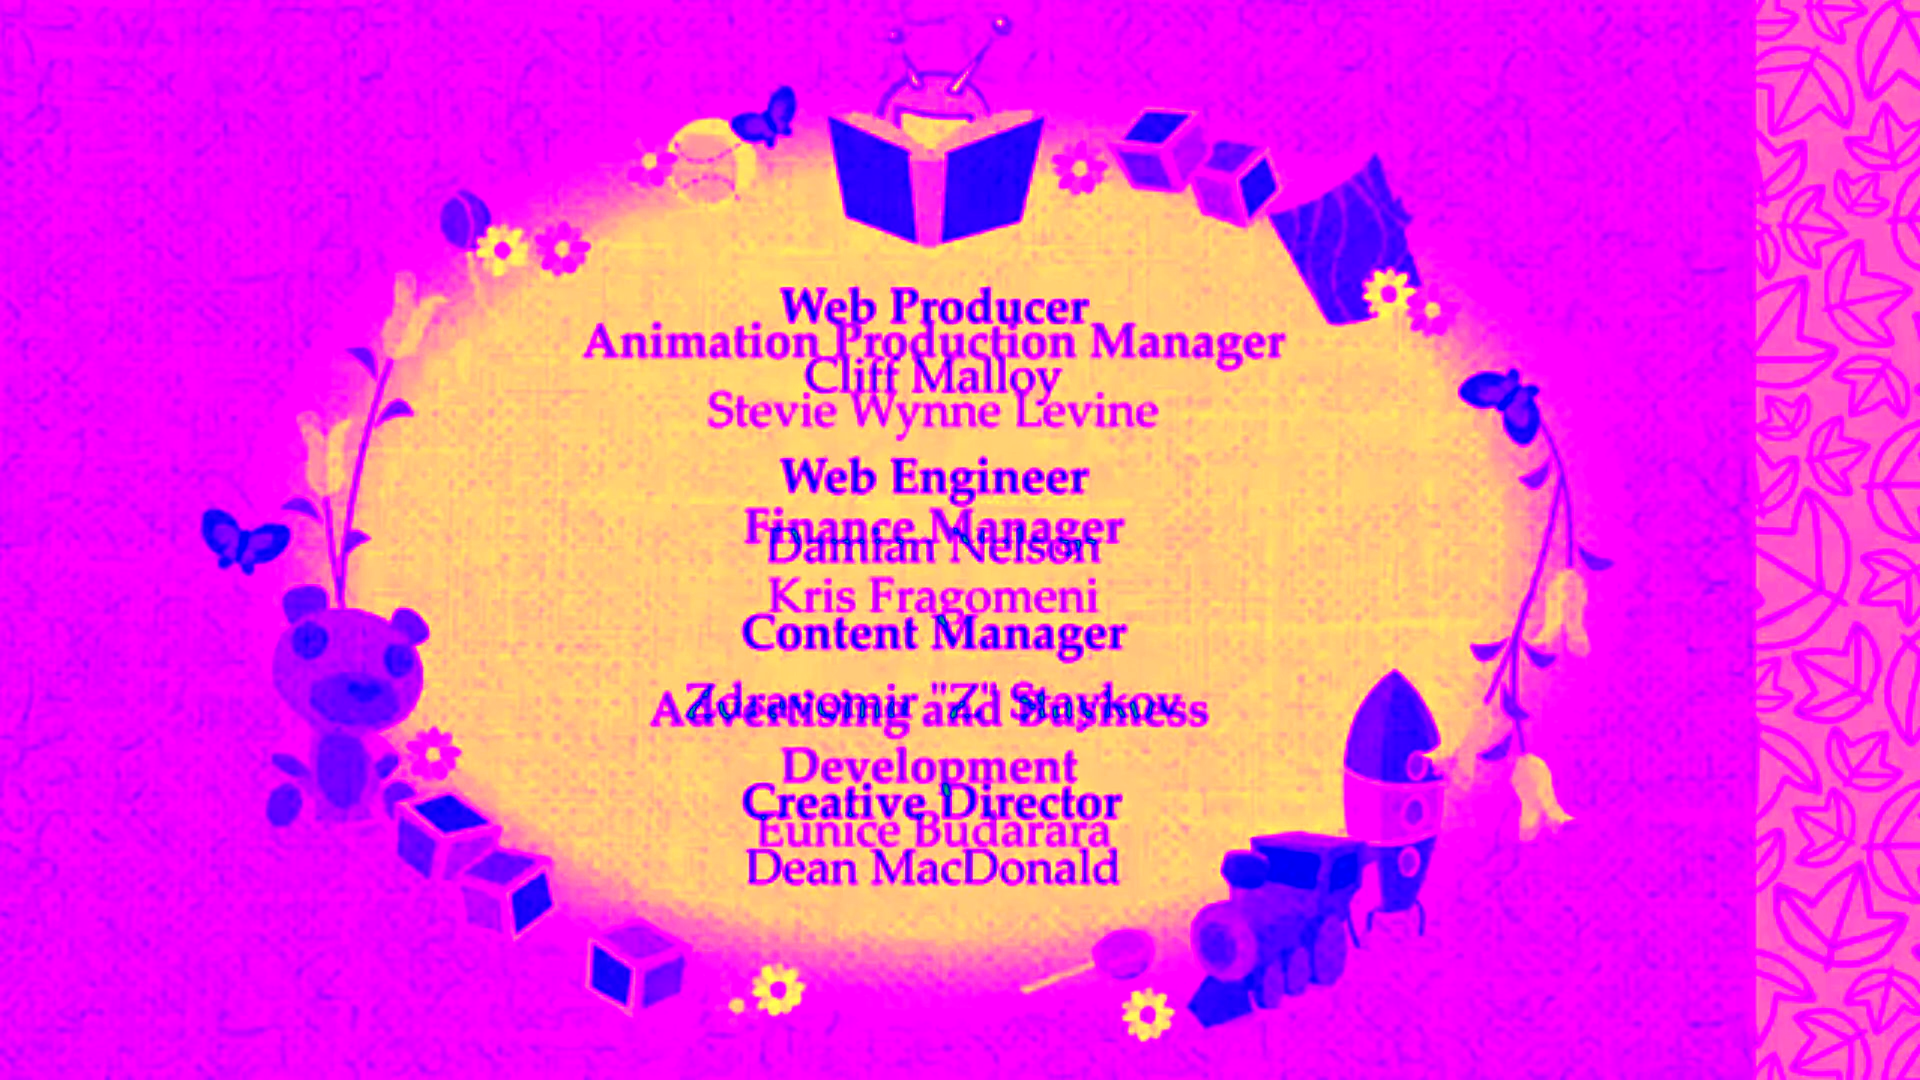 Web Producer
Animation Production Manager
Cliff Malloy
Stevie Wynne Levine
Web Engineer
Finance Manager
Damian Nelson
Kris Fragomeni
Content Manager
Zdravomir "Z" Staykov
Advertising and Business
Development
Creative Director
Eunice Budarara
Dean MacDonald